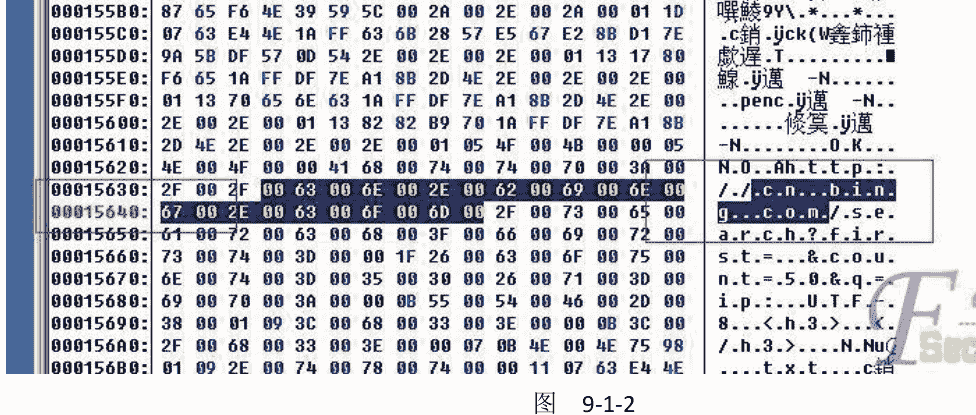 000155B0: 87 65 F6 4E 39 59 5C 00 2A 00 2E 00 2A 00 01 1D 噀鯪9Y\.*...*...
000155C0: 07 63 E4 4E 1A FF 63 6B 28 57 E5 67 E2 8B D1 7E
000155D0: 9A 5B DF 57 0D 54 2E 00 2E 00 2E 00 01 13 17 80
000155E0: F6 65 1A FF DF 7E A1 8B 2D 4E 2E 00 2E 00 2E 00
000155F0: 01 13 70 65 6E 63 1A FF DF 7E A1 8B 2D 4E 2E 00
00015600: 2E 00 2E 00 01 13 82 82 B9 70 1A FF DF 7E A1 8B
00015610: 2D 4E 2E 00 2E 00 2E 00 01 05 4F 00 4B 00 00 05 -N........O.K...
00015620: 4E 00 4F 00 00 41 68 00 74 00 74 00 70 00 3A 00 N.O..Ah.t.t.p.:.
00015630: 2F 00 2F 00 63 00 6E 00 2E 00 62 00 69 00 6E 00 /./.c.n...b.i.n.
00015640: 67 00 2E 00 63 00 6F 00 6D 00 2F 00 73 00 65 00 g...c.o.m./.s.e.
00015650: 61 00 72 00 63 00 68 00 3F 00 66 00 69 00 72 00 a.r.c.h.?.f.i.r.
00015660: 73 00 74 00 3D 00 00 1F 26 00 63 00 6F 00 75 00 s.t.=...&.c.o.u.
00015670: 6E 00 74 00 3D 00 35 00 30 00 26 00 71 00 3D 00 n.t.=.5.0.&.q.=.
00015680: 69 00 70 00 3A 00 00 0B 55 00 54 00 46 00 2D 00 i.p.:...U.T.F.-.
00015690: 38 00 01 09 3C 00 68 00 33 00 3E 00 00 0B 3C 00 8...<.h.3.>...<.
000156A0: 2F 00 68 00 33 00 3E 00 00 07 0B 4E 00 4E 75 98 /.h.3.>....N.Nu
000156B0: 01 09 2E 00 74 00 78 00 74 00 00 11 07 63 E4 4E ....t.x.t....c銷
图 9-1-2